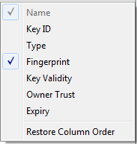 Name
Key ID
Type
Fingerprint
Key Validity
Owner Trust
Expiry
Restore Column Order